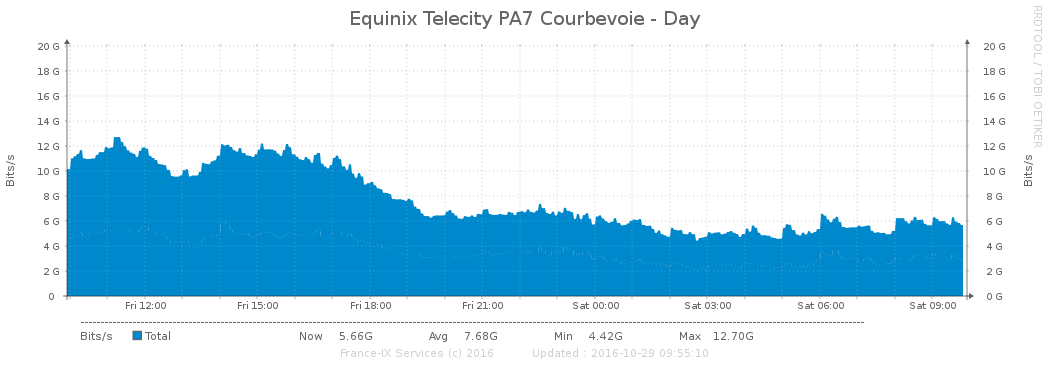 Equinix Telecity PA7 Courbevoie - Day
RRDTOOL / TOBI OETIKER
Bits/s
Bits/s
20 G 20 G
18 G 18 G
16 G 16 G
14 G 14 G
12 G 12 G
10 G 10 G
8 G 8 G
6 G 6 G
4 G 4 G
2 G 2 G
0 0 G
Fri 12:00 Fri 15:00 Fri 18:00 Fri 21:00 Sat 00:00 Sat 03:00 Sat 06:00 Sat 09:00
Bits/s Total Now 5.66G Avg 7.68G Min 4.42G Max 12.70G
France-IX Services (c) 2016 Updated : 2016-10-29 09:55:10